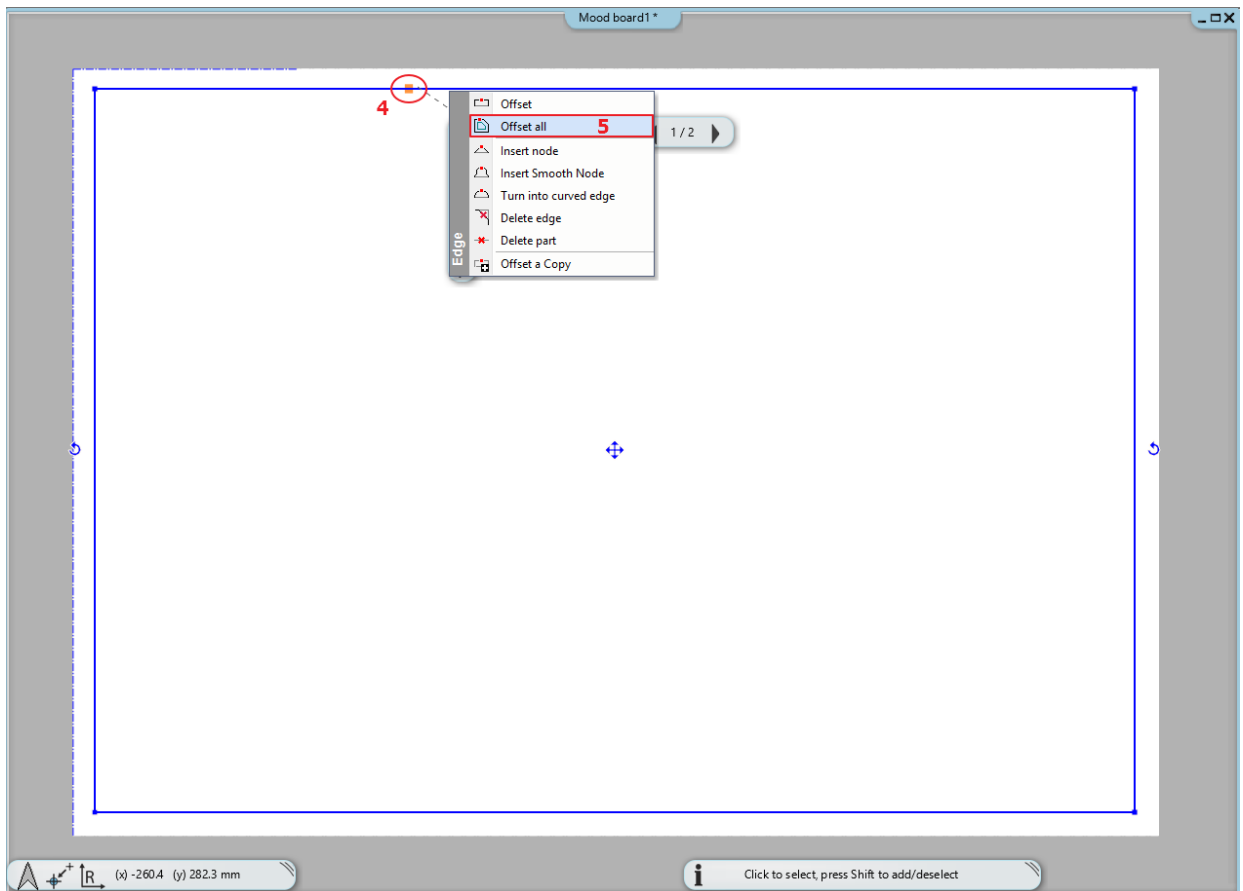 Mood board1 *
4
Offset
Offset all 5
1 / 2
Insert node
Insert Smooth Node
Turn into curved edge
Delete edge
Delete part
Offset a Copy
Edge
R (x) -260.4 (y) 282.3 mm
i Click to select, press Shift to add/deselect